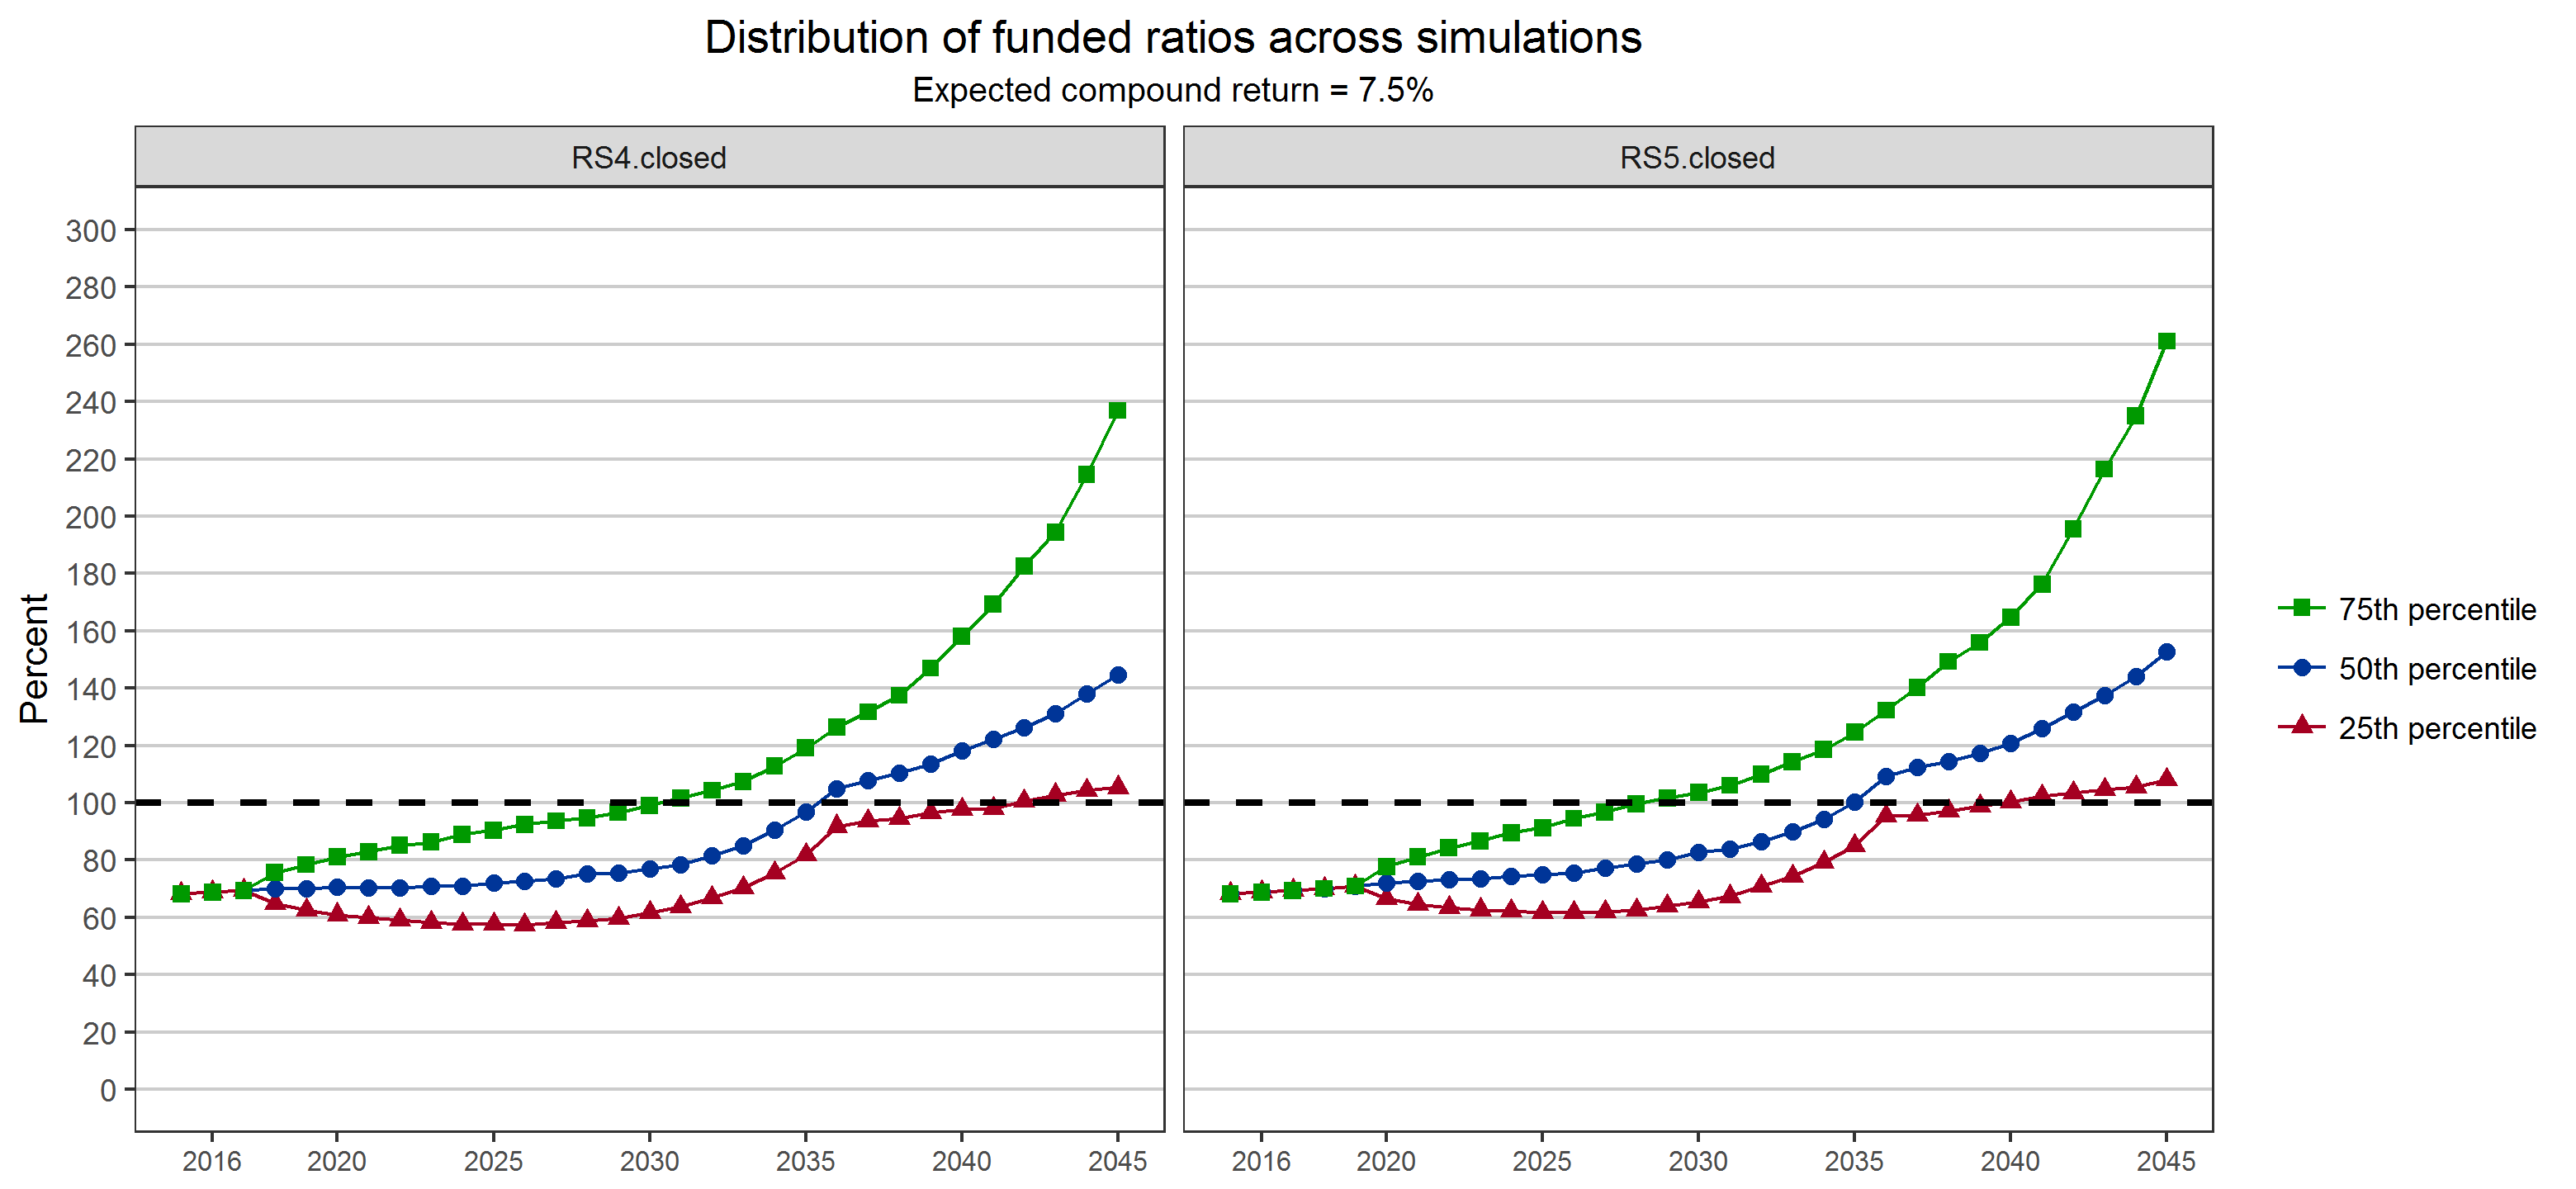 Distribution of funded ratios across simulations
Expected compound return = 7.5%
RS4.closed
RS5.closed
Percent
300
280
260
240
220
200
180
160
140
120
100
80
60
40
20
0
2016 2020 2025 2030 2035 2040 2045
2016 2020 2025 2030 2035 2040 2045
75th percentile
50th percentile
25th percentile